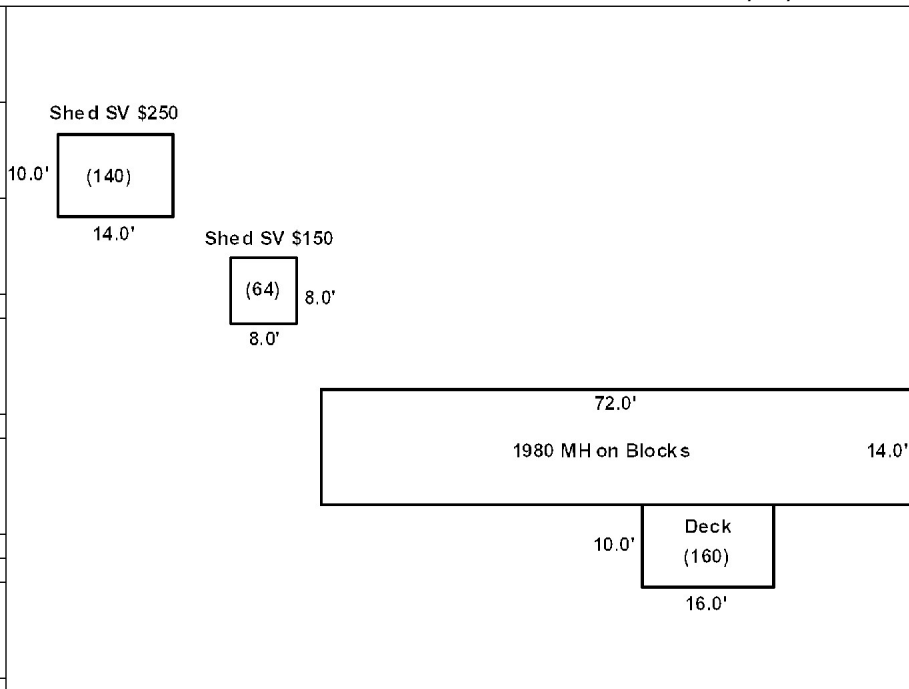 Shed SV $250
10.0'
(140)
14.0'
Shed SV $150
(64)
8.0'
8.0'
72.0'
1980 MH on Blocks
14.0'
Deck
10.0'
(160)
16.0'